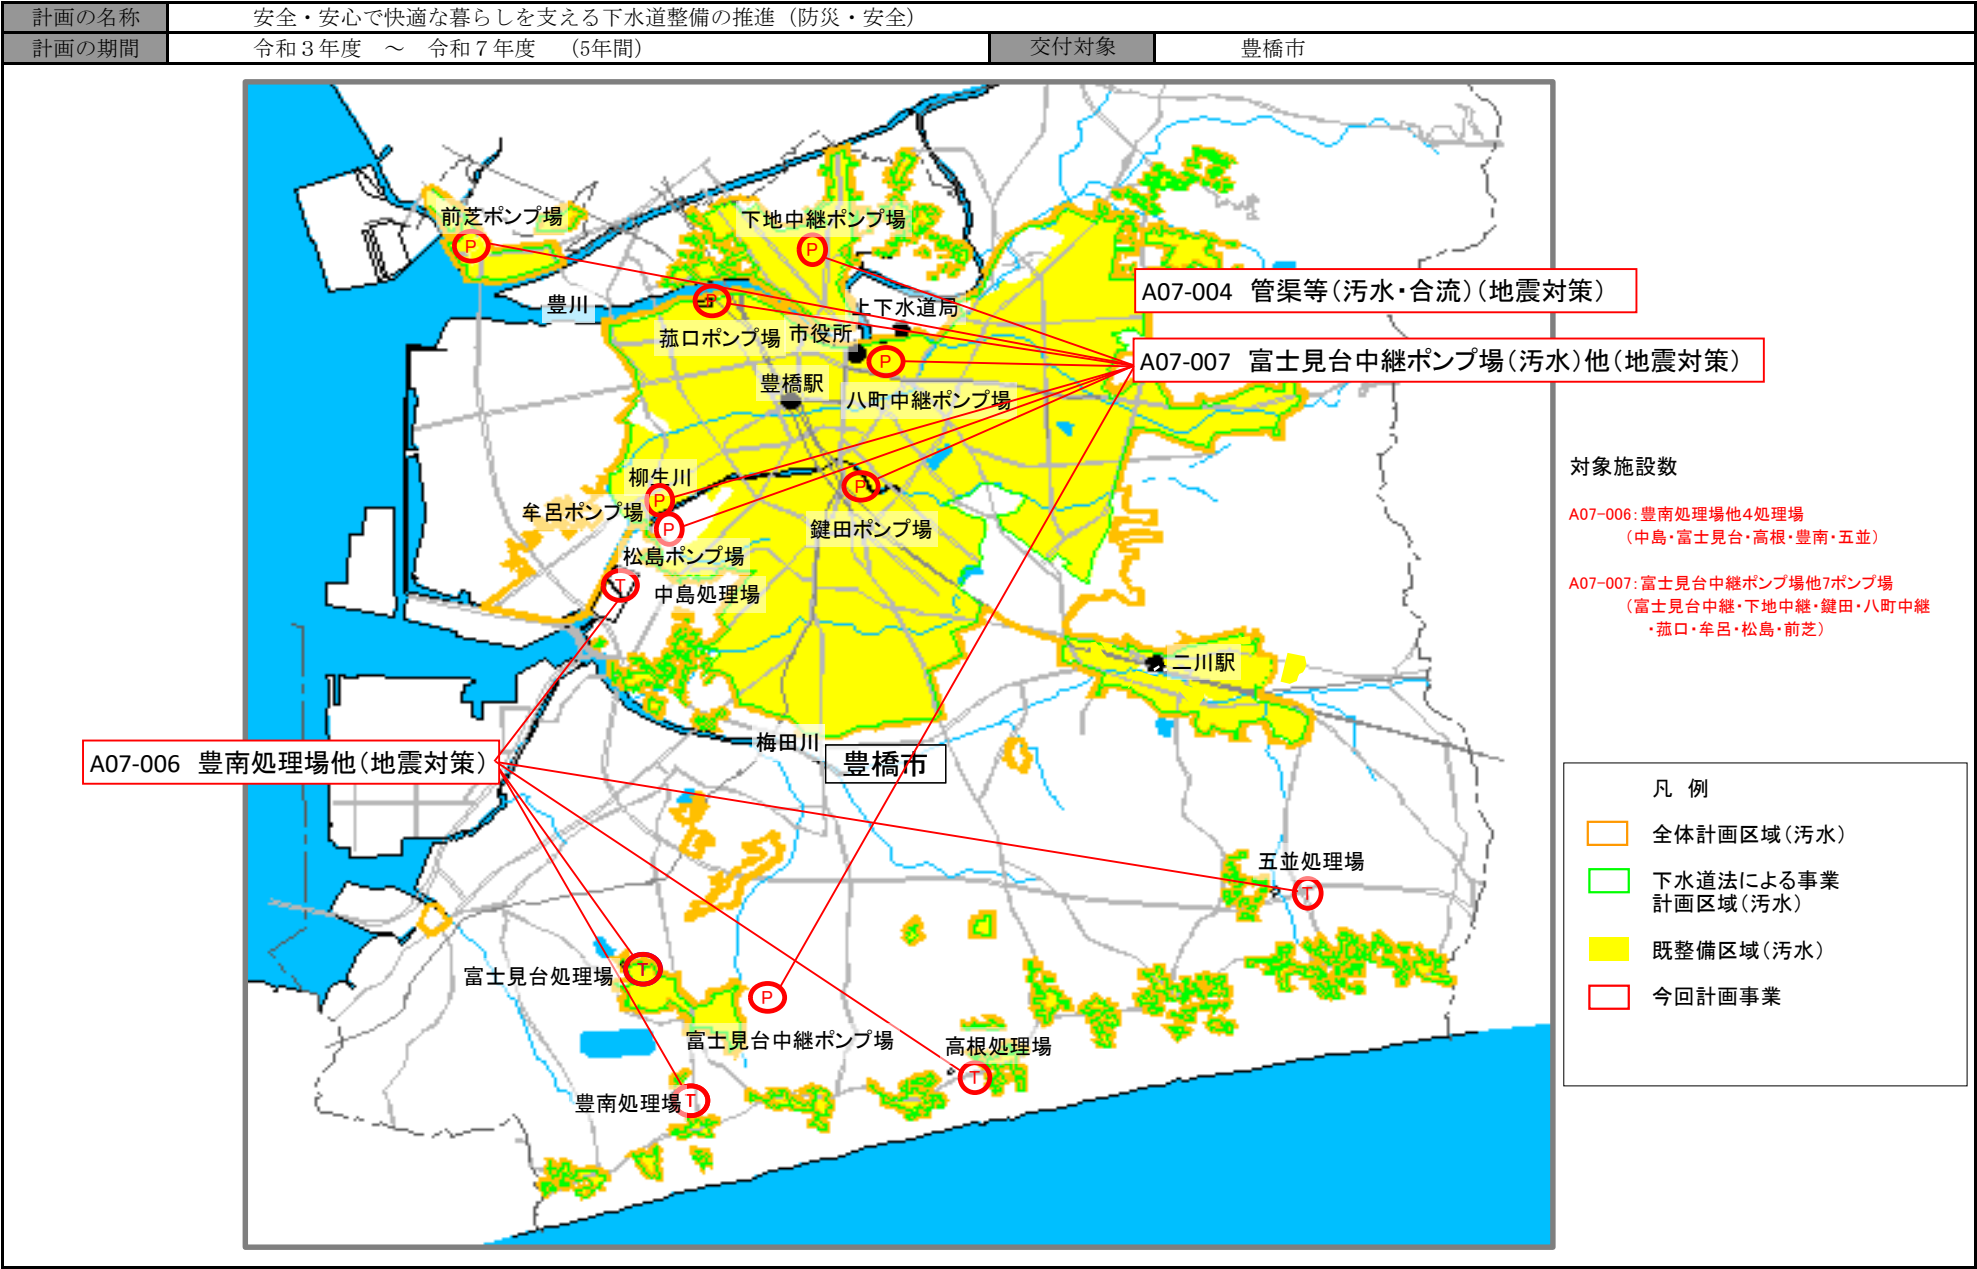 計画の名称
安全・安心で快適な暮らしを支える下水道整備の推進（防災・安全）
計画の期間
令和３年度　～　令和７年度　（5年間）
交付対象
豊橋市
前芝ポンプ場
P
下地中継ポンプ場
P
A07-004　管渠等（汚水・合流）（地震対策）
豊川
P
上下水道局
菰口ポンプ場
市役所
P
A07-007　富士見台中継ポンプ場（汚水）他（地震対策）
豊橋駅
八町中継ポンプ場
柳生川
P
牟呂ポンプ場
P
P
鍵田ポンプ場
松島ポンプ場
T
中島処理場
二川駅
梅田川
豊橋市
A07-006　豊南処理場他（地震対策）
五並処理場
T
富士見台処理場
T
P
富士見台中継ポンプ場
高根処理場
T
豊南処理場
T
対象施設数
A07-006：豊南処理場他4処理場
（中島・富士見台・高根・豊南・五並）
A07-007：富士見台中継ポンプ場他7ポンプ場
（富士見台中継・下地中継・鍵田・八町中継
・菰口・牟呂・松島・前芝）
凡 例
全体計画区域（汚水）
下水道法による事業
計画区域（汚水）
既整備区域（汚水）
今回計画事業